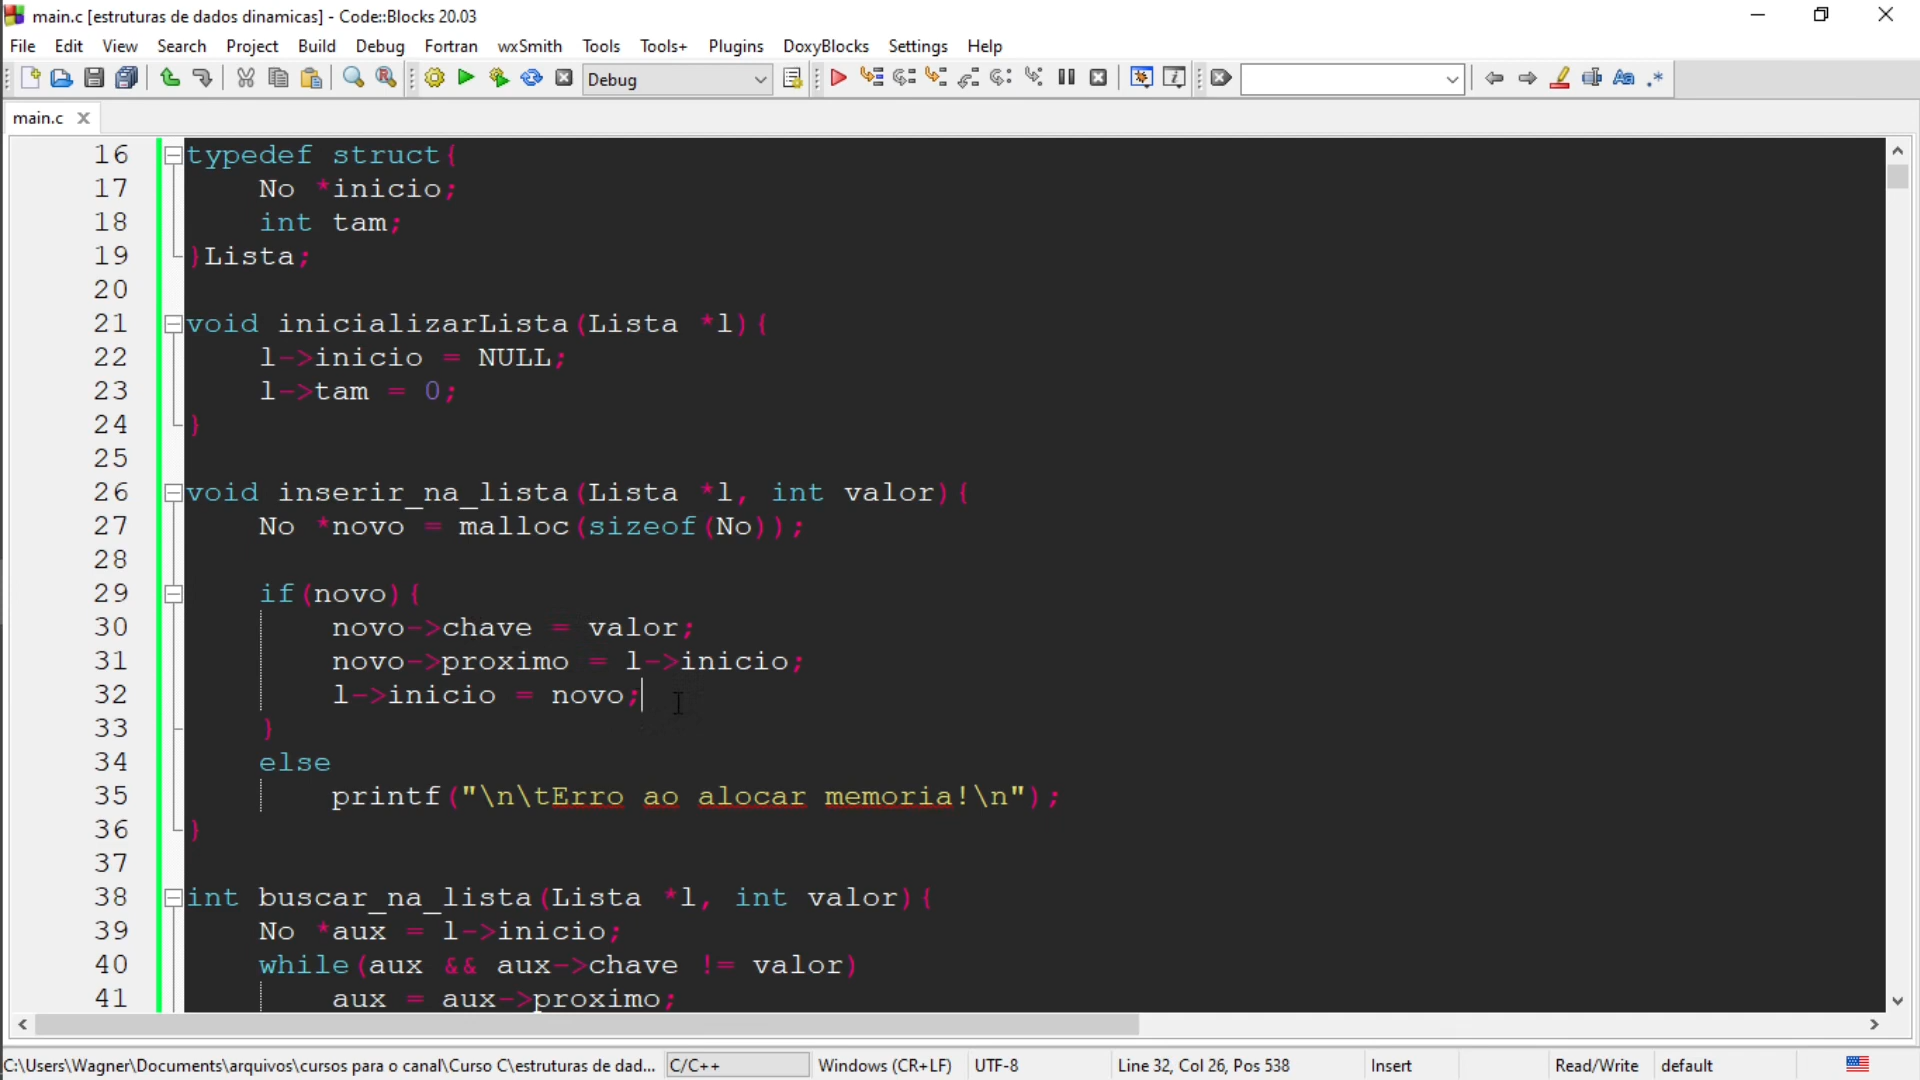 main.c [estruturas de dados dinamicas] - Code::Blocks 20.03
File Edit View Search Project Build Debug Fortran wxSmith Tools Tools+ Plugins DoxyBlocks Settings Help
Debug
main.c
16 typedef struct{
17 No *inicio;
18 int tam;
19 }Lista;
20
21 void inicializarLista(Lista *l){
22 l->inicio = NULL;
23 l->tam = 0;
24 }
25
26 void inserir_na_lista(Lista *l, int valor){
27 No *novo = malloc(sizeof(No));
28
29 if(novo){
30 novo->chave = valor;
31 novo->proximo = l->inicio;
32 l->inicio = novo;
33 }
34 else
35 printf("\n\tErro ao alocar memoria!\n");
36 }
37
38 int buscar_na_lista(Lista *l, int valor){
39 No *aux = l->inicio;
40 while(aux && aux->chave != valor)
41 aux = aux->proximo;
C:\Users\Wagner\Documents\arquivos\cursos para o canal\Curso C\estruturas de dad... C/C++ Windows (CR+LF) UTF-8 Line 32, Col 26, Pos 538 Insert Read/Write default